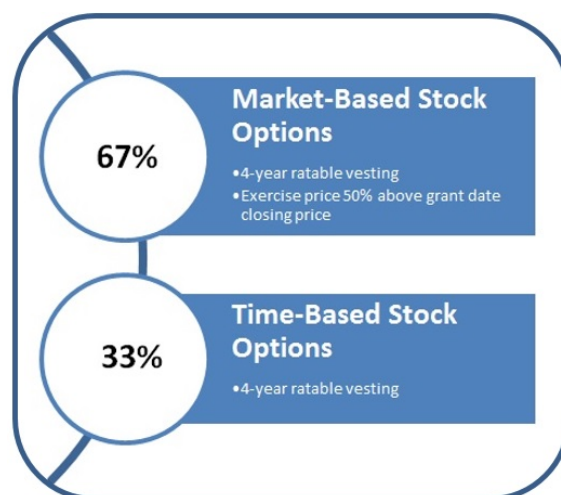 67%
Market-Based Stock
Options
•4-year ratable vesting
•Exercise price 50% above grant date
closing price
33%
Time-Based Stock
Options
•4-year ratable vesting